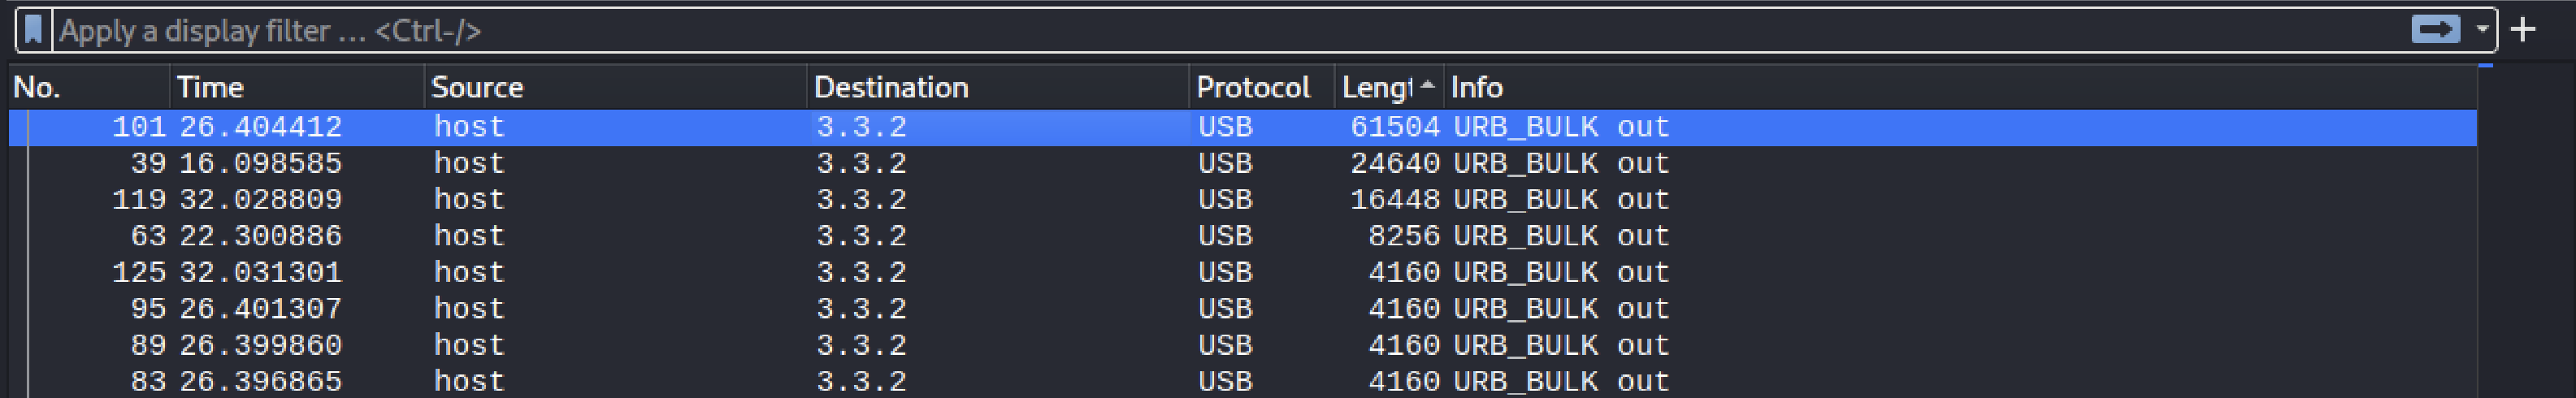 Apply a display filter ... <Ctrl-/>
No. Time Source Destination Protocol Lengt Info
101 26.404412 host 3.3.2 USB 61504 URB_BULK out
39 16.098585 host 3.3.2 USB 24640 URB_BULK out
119 32.028809 host 3.3.2 USB 16448 URB_BULK out
63 22.300886 host 3.3.2 USB 8256 URB_BULK out
125 32.031301 host 3.3.2 USB 4160 URB_BULK out
95 26.401307 host 3.3.2 USB 4160 URB_BULK out
89 26.399860 host 3.3.2 USB 4160 URB_BULK out
83 26.396865 host 3.3.2 USB 4160 URB_BULK out